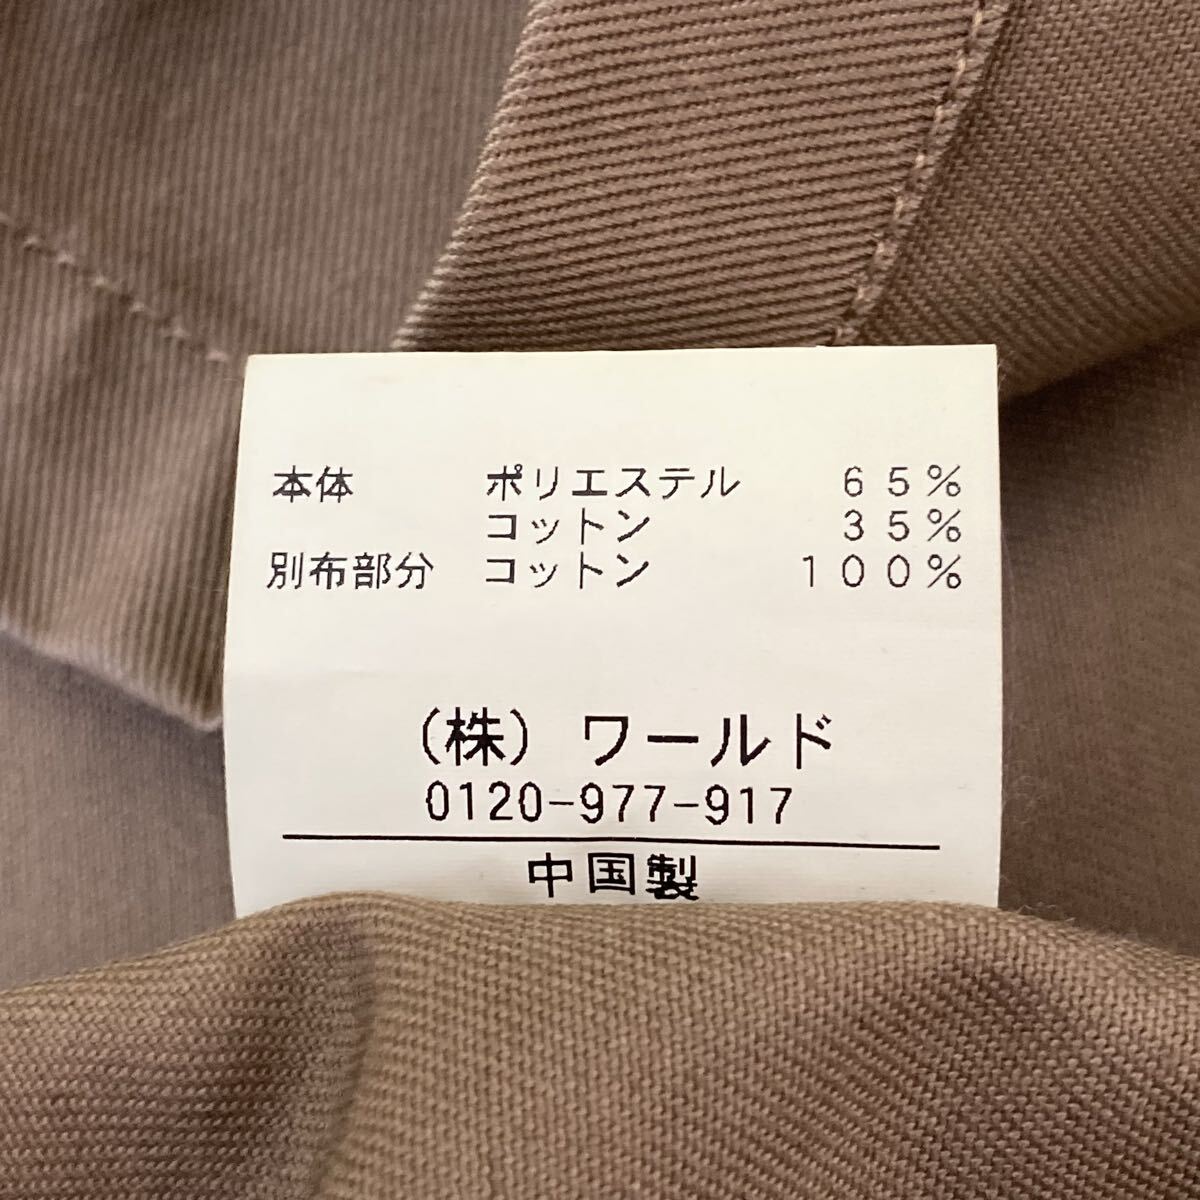 本体 ポリエステル 65%
コットン 35%
別布部分 コットン 100%
(株) ワールド
0120-977-917
中国製